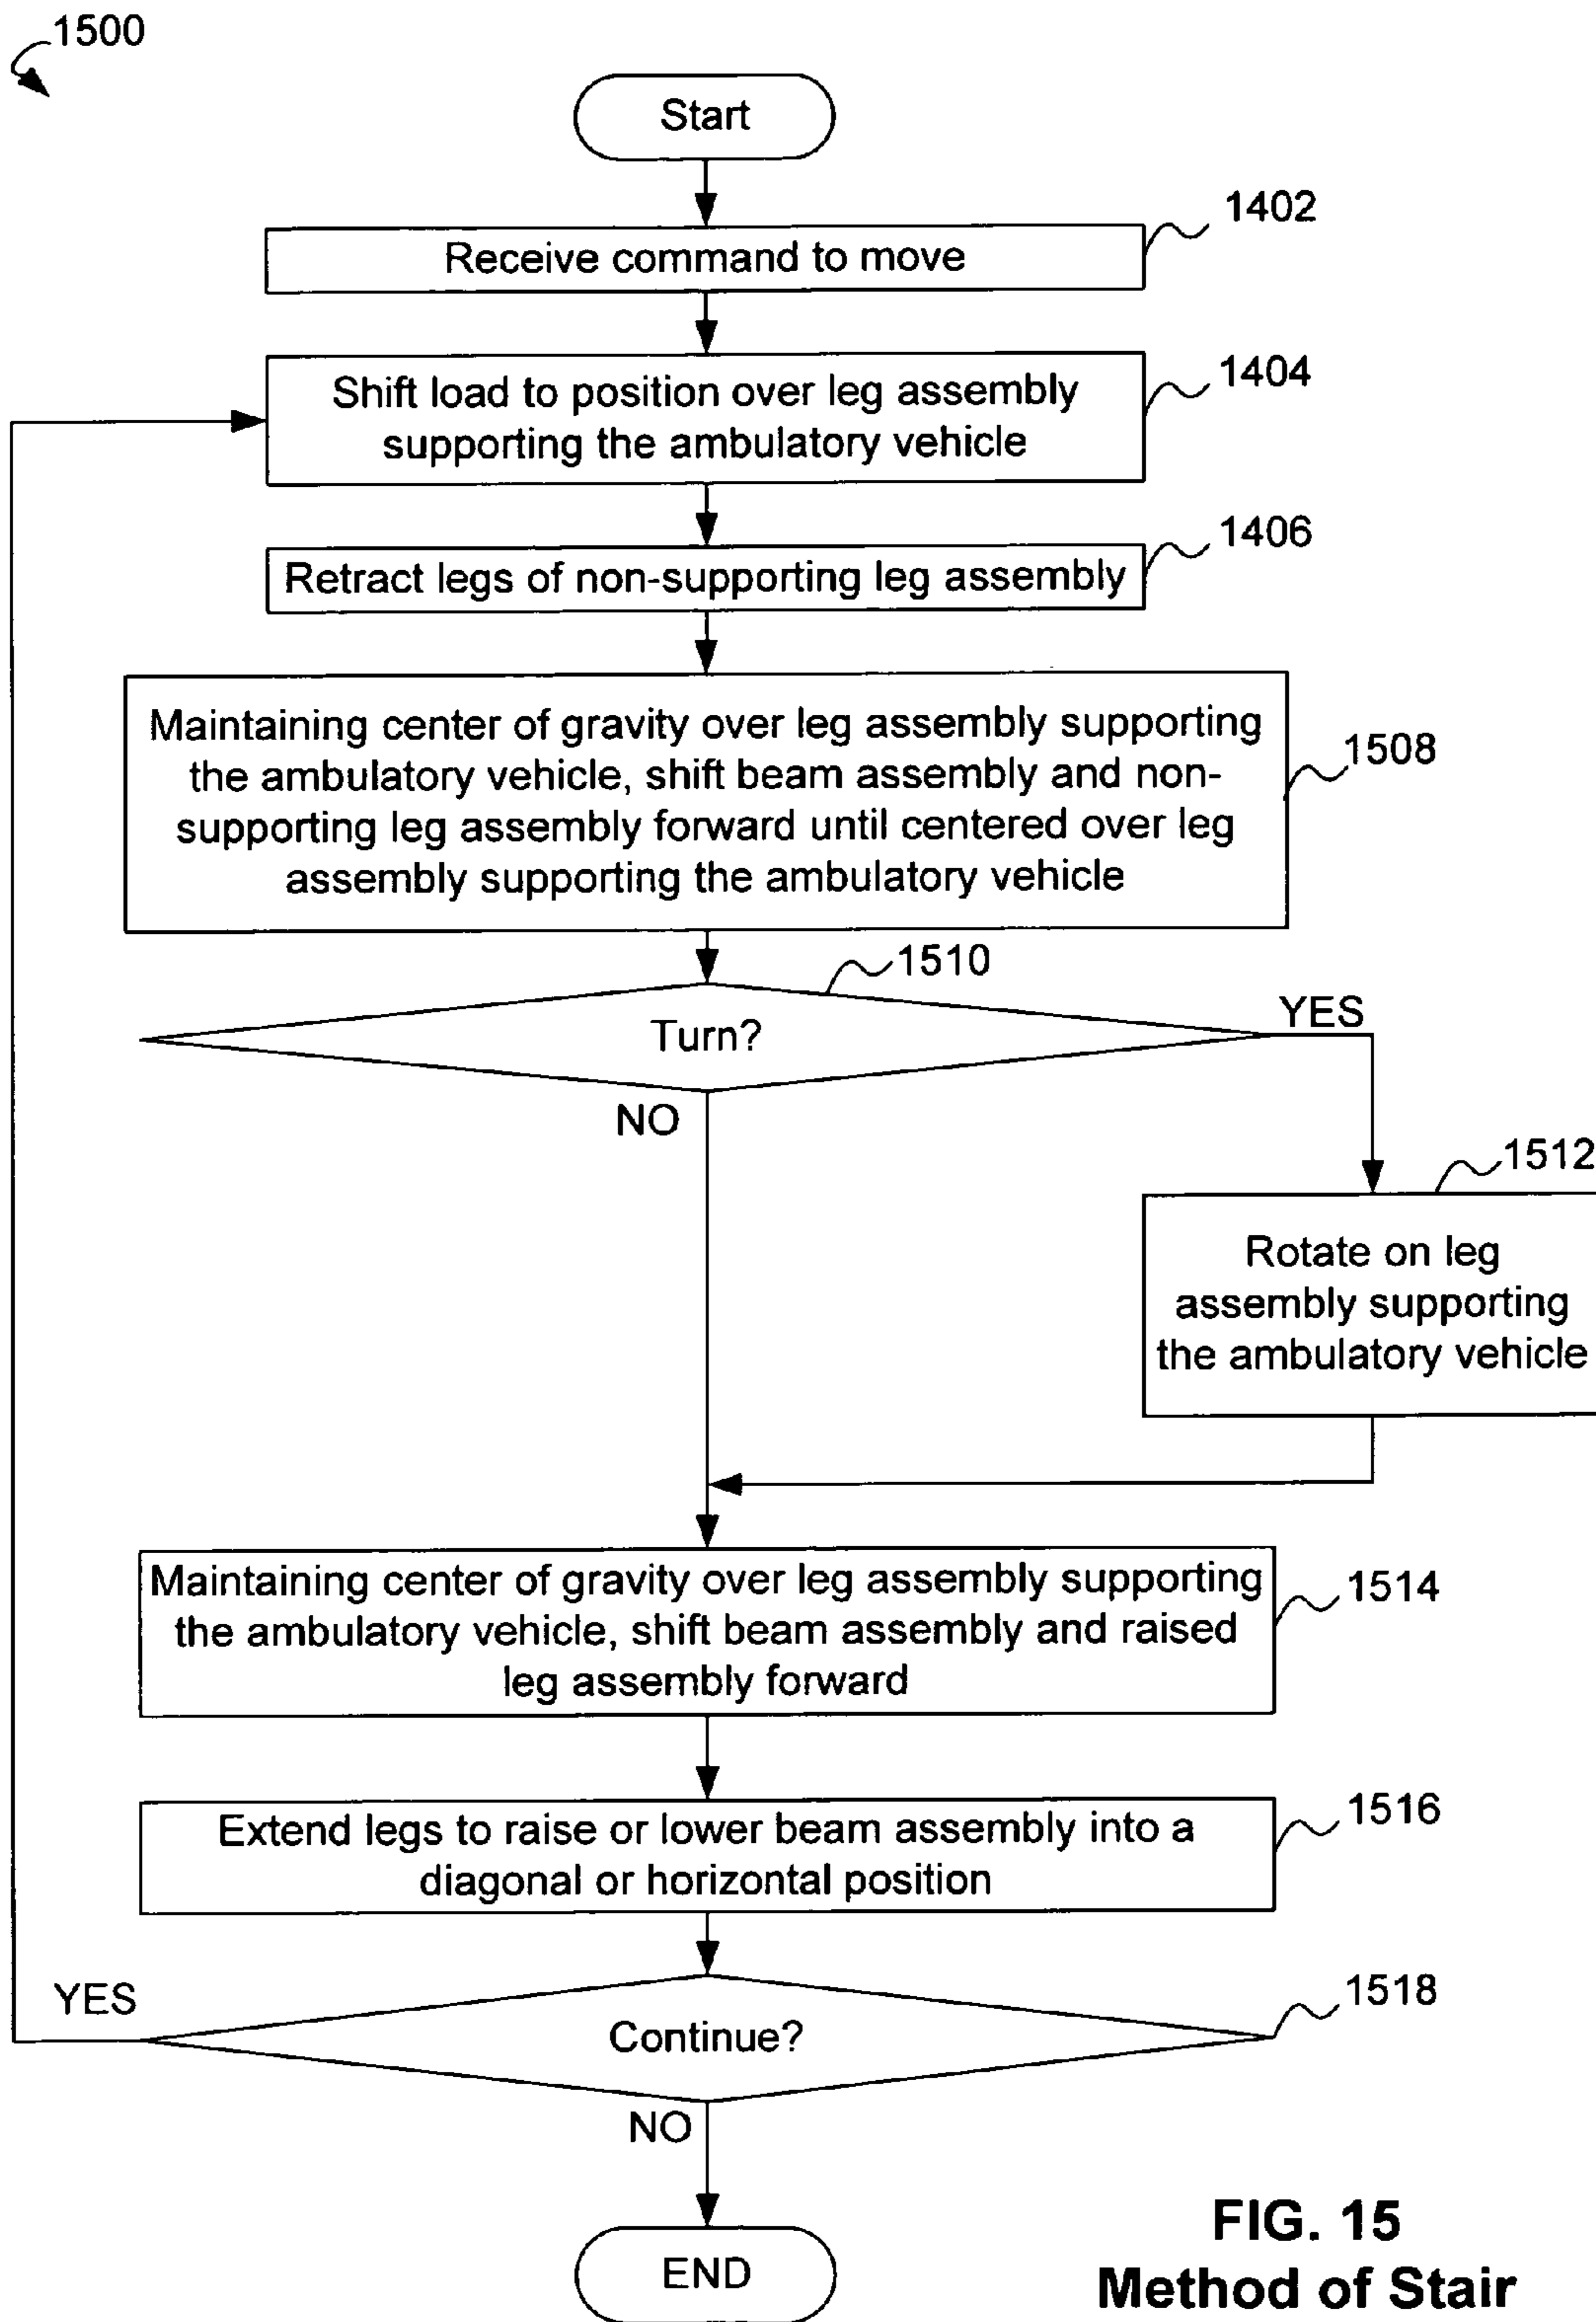 1500
Start
1402
Receive command to move
1404
Shift load to position over leg assembly
supporting the ambulatory vehicle
1406
Retract legs of non-supporting leg assembly
1508
Maintaining center of gravity over leg assembly supporting
the ambulatory vehicle, shift beam assembly and non-
supporting leg assembly forward until centered over leg
assembly supporting the ambulatory vehicle
1510
Turn?
YES
NO
1512
Rotate on leg
assembly supporting
the ambulatory vehicle
1514
Maintaining center of gravity over leg assembly supporting
the ambulatory vehicle, shift beam assembly and raised
leg assembly forward
1516
Extend legs to raise or lower beam assembly into a
diagonal or horizontal position
1518
YES
Continue?
NO
END
FIG. 15
Method of Stair